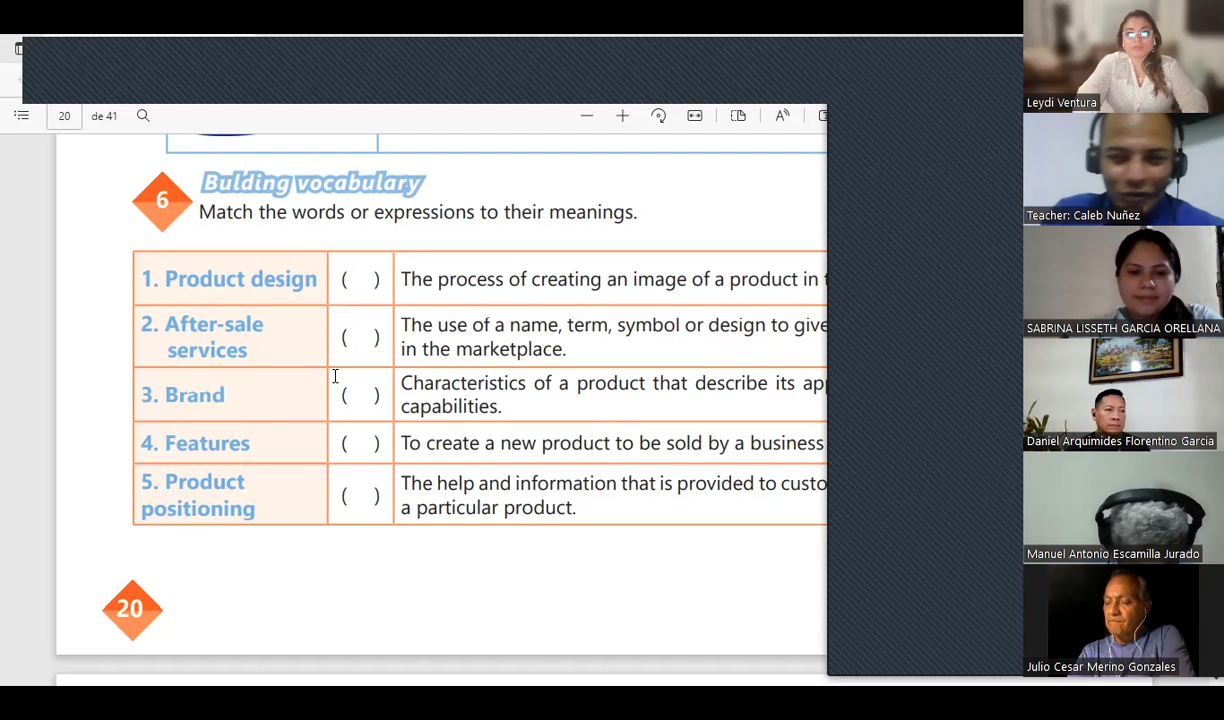 20 de 41
6 Bulding vocabulary
Match the words or expressions to their meanings.
1. Product design ( ) The process of creating an image of a product in
2. After-sale services ( ) The use of a name, term, symbol or design to give
in the marketplace.
3. Brand ( ) Characteristics of a product that describe its
capabilities.
4. Features ( ) To create a new product to be sold by a business
5. Product positioning ( ) The help and information that is provided to
a particular product.
20
Leydi Ventura
Teacher: Caleb Nuñez
SABRINA LISSETH GARCIA ORELLANA
Daniel Arquimides Florentino Garcia
Manuel Antonio Escamilla Jurado
Julio Cesar Merino Gonzales